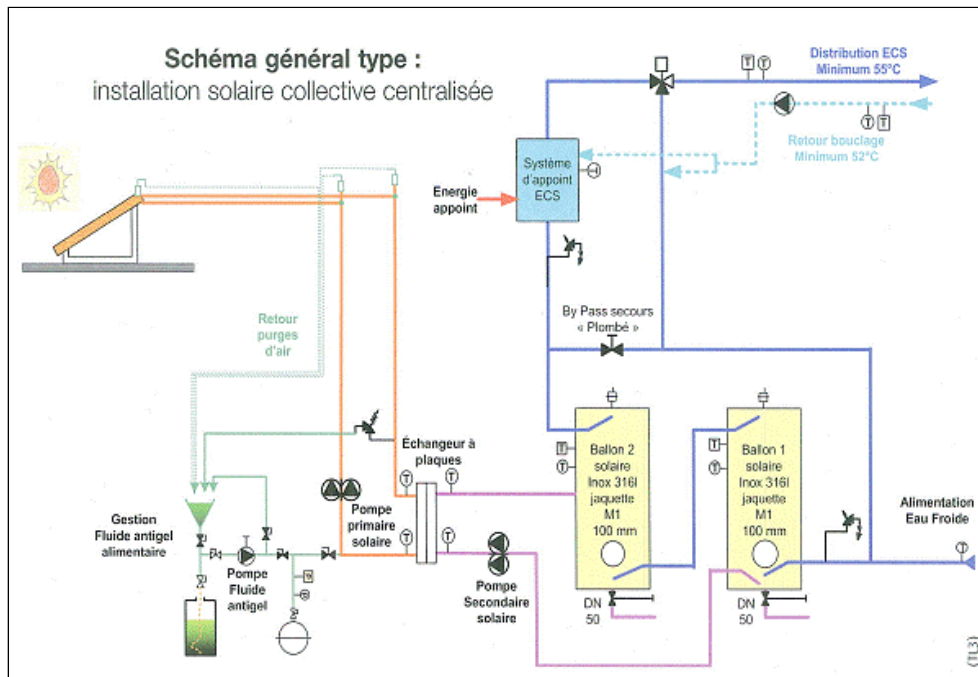 Schéma général type :
installation solaire collective centralisée
Distribution ECS
Minimum 55°C
T
T
Retour bouclage
Minimum 52°C
T
T
Système
d'appoint
ECS
T
Energie
appoint
By Pass secours
« Plombé »
Retour
purges
d'air
Échangeur à
plaques
T
T
T
T
Pompe
primaire
solaire
Gestion
Fluide antigel
alimentaire
Pompe
Fluide
antigel
Pompe
Secondaire
solaire
T
T
Ballon 2
solaire
Inox 316l
jaquette
M1
100 mm
DN
50
T
T
Ballon 1
solaire
Inox 316l
jaquette
M1
100 mm
DN
50
Alimentation
Eau Froide
T
(TL3)